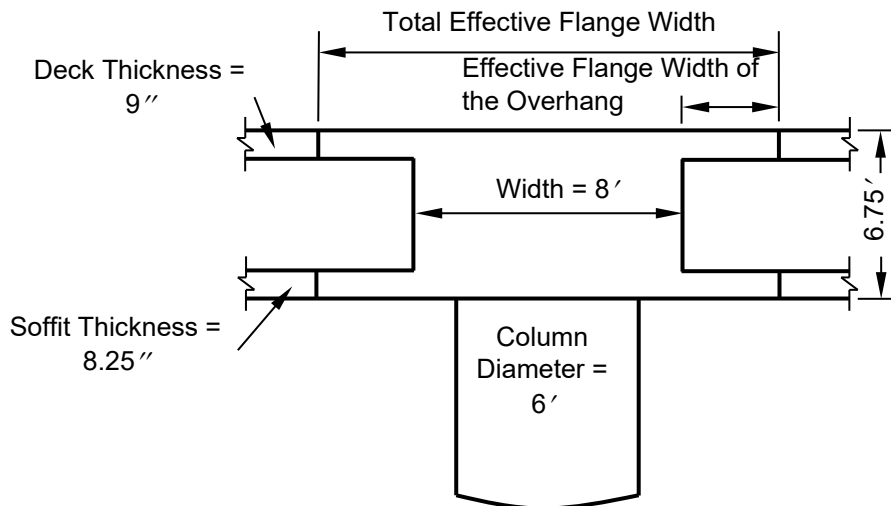 Total Effective Flange Width
Deck Thickness =
9″
Effective Flange Width of
the Overhang
Width = 8′
6.75′
Soffit Thickness =
8.25″
Column
Diameter =
6′